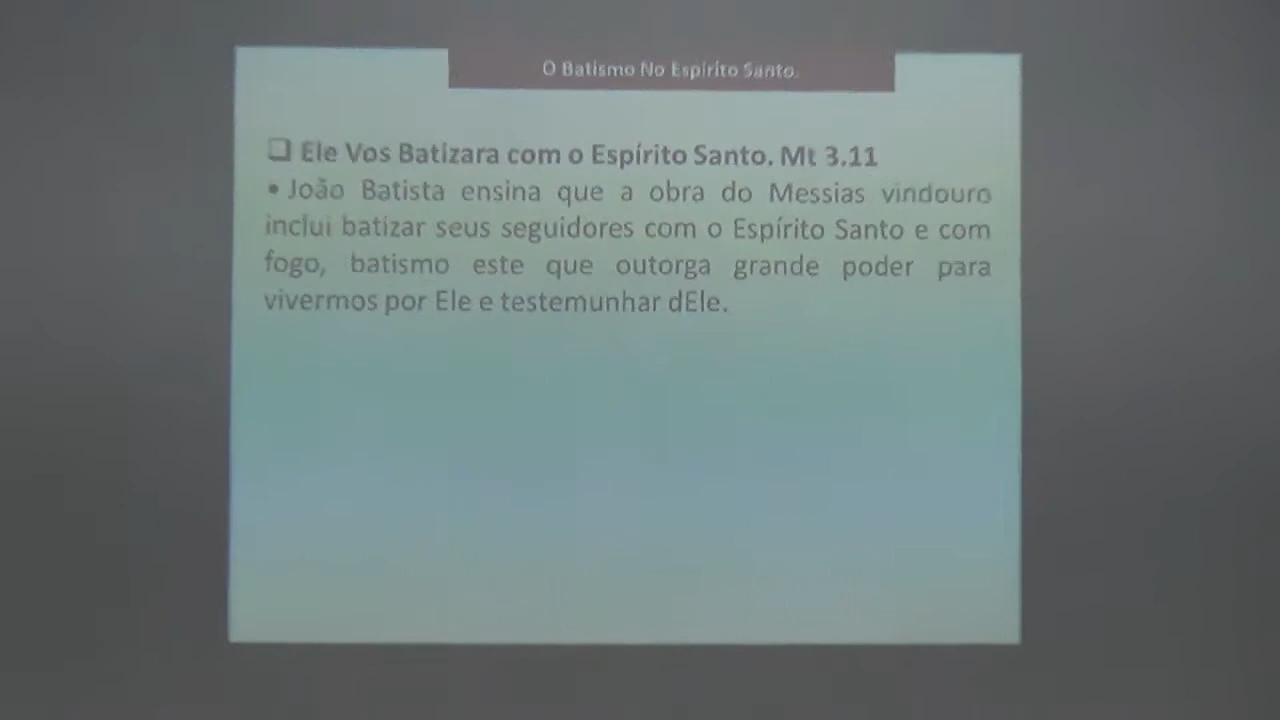 O Batismo No Espírito Santo.
❑ Ele Vos Batizara com o Espírito Santo. Mt 3.11
• João Batista ensina que a obra do Messias vindouro
inclui batizar seus seguidores com o Espírito Santo e com
fogo, batismo este que outorga grande poder para
vivermos por Ele e testemunhar dEle.